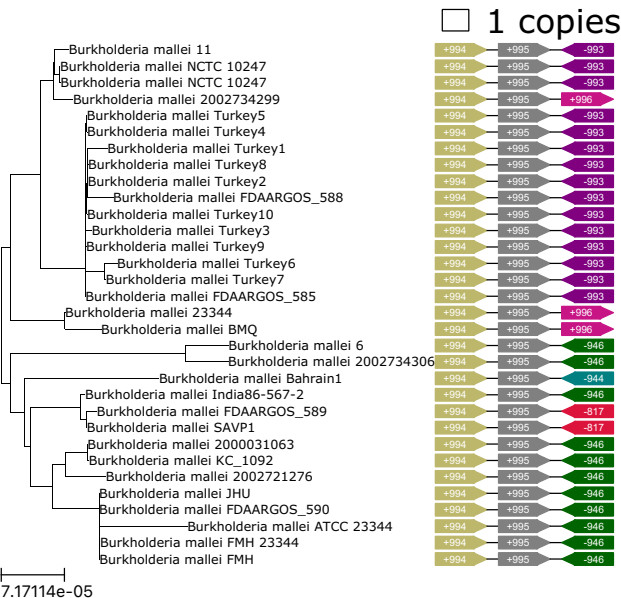 1 copies
Burkholderia mallei 11 +994 +995 -993
Burkholderia mallei NCTC 10247 +994 +995 -993
Burkholderia mallei NCTC 10247 +994 +995 -993
Burkholderia mallei 2002734299 +994 +995 +996
Burkholderia mallei Turkey5 +994 +995 -993
Burkholderia mallei Turkey4 +994 +995 -993
Burkholderia mallei Turkey1 +994 +995 -993
Burkholderia mallei Turkey8 +994 +995 -993
Burkholderia mallei Turkey2 +994 +995 -993
Burkholderia mallei FDAARGOS_588 +994 +995 -993
Burkholderia mallei Turkey10 +994 +995 -993
Burkholderia mallei Turkey3 +994 +995 -993
Burkholderia mallei Turkey9 +994 +995 -993
Burkholderia mallei Turkey6 +994 +995 -993
Burkholderia mallei Turkey7 +994 +995 -993
Burkholderia mallei FDAARGOS_585 +994 +995 -993
Burkholderia mallei 23344 +994 +995 +996
Burkholderia mallei BMQ +994 +995 +996
Burkholderia mallei 6 +994 +995 -946
Burkholderia mallei 2002734306 +994 +995 -946
Burkholderia mallei Bahrain1 +994 +995 -944
Burkholderia mallei India86-567-2 +994 +995 -946
Burkholderia mallei FDAARGOS_589 +994 +995 -817
Burkholderia mallei SAVP1 +994 +995 -817
Burkholderia mallei 2000031063 +994 +995 -946
Burkholderia mallei KC_1092 +994 +995 -946
Burkholderia mallei 2002721276 +994 +995 -946
Burkholderia mallei JHU +994 +995 -946
Burkholderia mallei FDAARGOS_590 +994 +995 -946
Burkholderia mallei ATCC 23344 +994 +995 -946
Burkholderia mallei FMH 23344 +994 +995 -946
Burkholderia mallei FMH +994 +995 -946
7.17114e-05